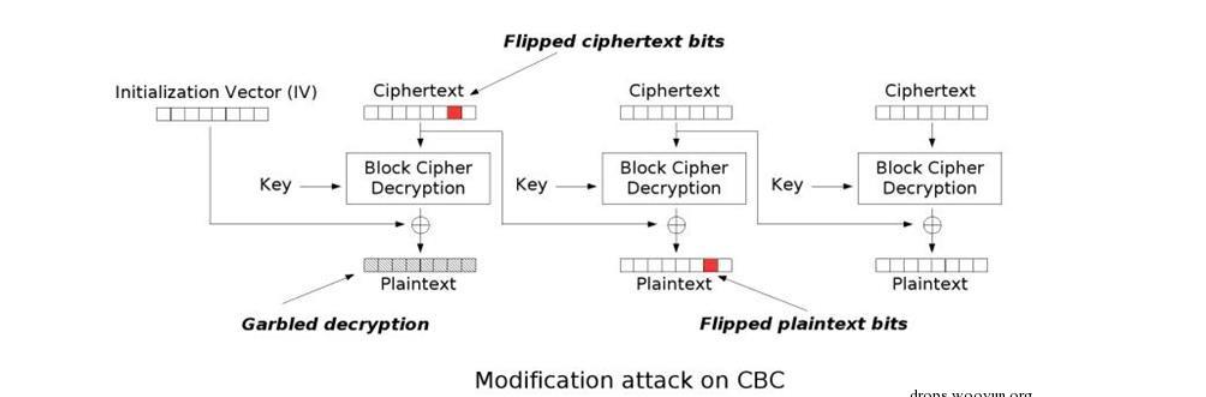 Flipped ciphertext bits
Initialization Vector (IV)
Ciphertext
Ciphertext
Ciphertext
Key
Block Cipher
Decryption
Key
Block Cipher
Decryption
Key
Block Cipher
Decryption
Plaintext
Plaintext
Plaintext
Garbled decryption
Flipped plaintext bits
Modification attack on CBC
drops.wooyun.org